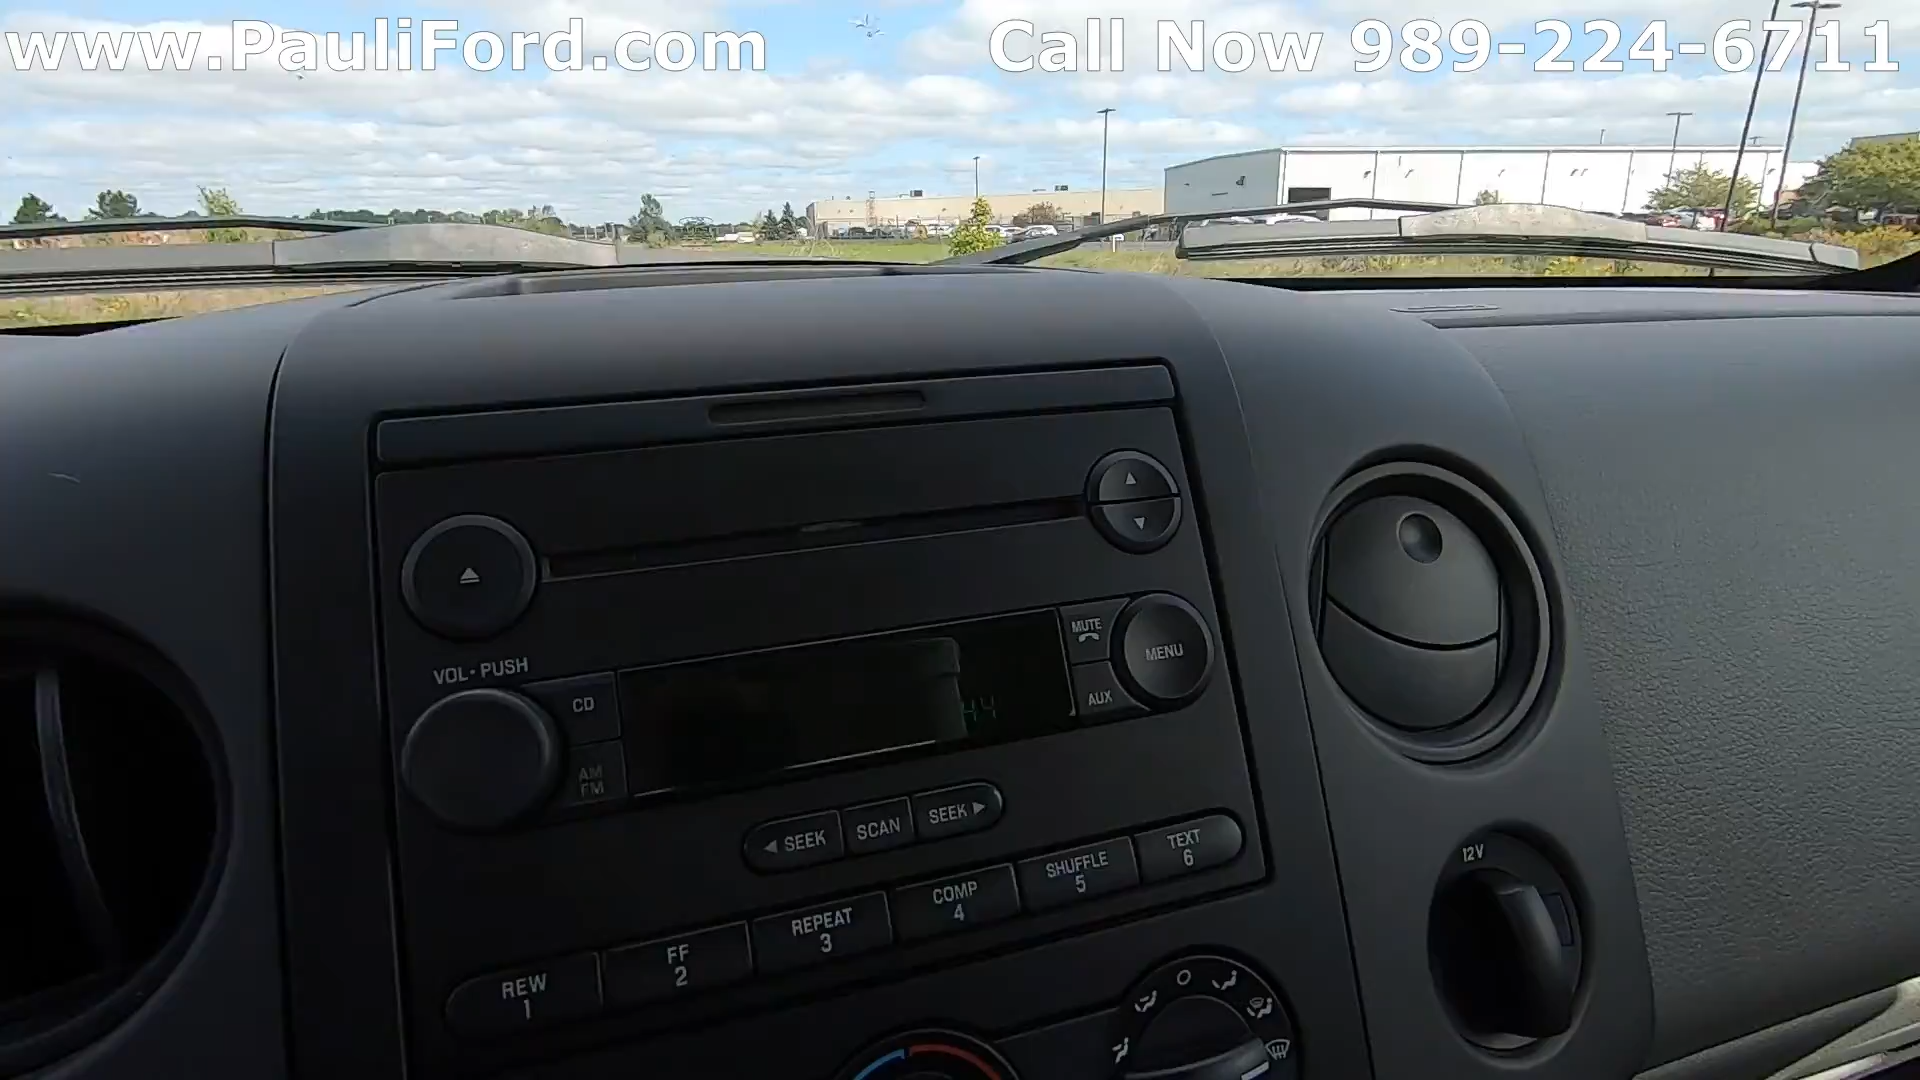 www.PauliFord.com
Call Now 989-224-6711
VOL•PUSH
CD
AM
FM
MUTE
MENU
AUX
44
SEEK
SCAN
SEEK
REW
1
FF
2
REPEAT
3
COMP
4
SHUFFLE
5
TEXT
6
12V